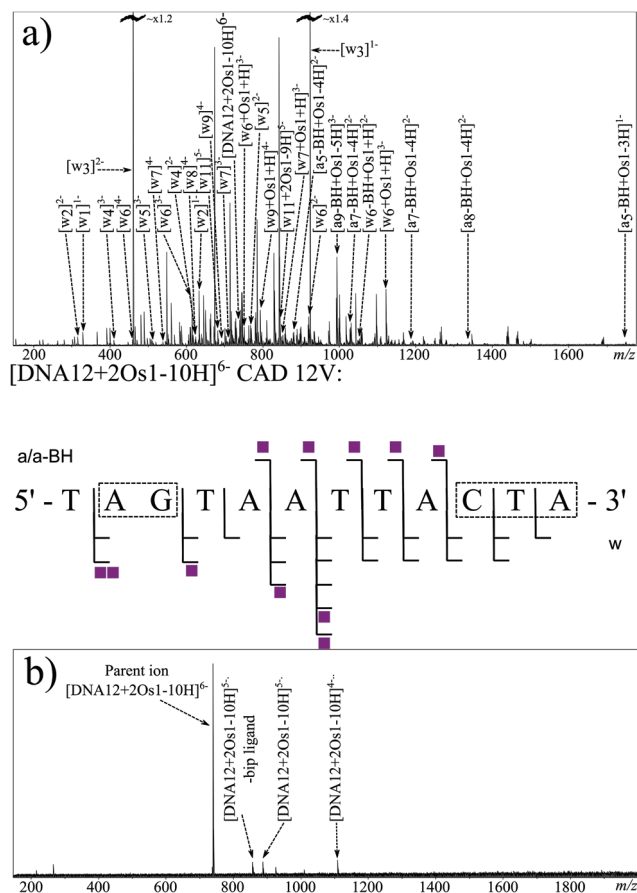 a)
~x1.2
~x1.4
[w3]2-
[w3]1-
[w2]2-
[w1]1-
[w4]3-
[w6]4-
[w5]3-
[w7]4-
[w6]3-
[w4]2-
[w8]4-
[w2]1-
[w11]5-
[w9]4-
[w7]3-
[DNA12+2Os1-10H]6-
[w6+Os1+H]3-
[w5]2-
[w9+Os1+H]4-
[w11+2Os1-9H]5-
[w7+Os1+H]3-
[a5-BH+Os1-4H]2-
[w6]2-
[a9-BH+Os1-5H]3-
[a7-BH+Os1-4H]2-
[w6-BH+Os1+H]2-
[w6+Os1+H]3-
[a7-BH+Os1-4H]2-
[a8-BH+Os1-4H]2-
[a5-BH+Os1-3H]1-
200 400 600 800 1000 1200 1400 1600 m/z
[DNA12+2Os1-10H]6- CAD 12V:
a/a-BH
5' - T A G T A A T T A C T A - 3'
w
b)
Parent ion
[DNA12+2Os1-10H]6-
[DNA12+2Os1-10H]5-·
-bip ligand
[DNA12+2Os1-10H]5-·
[DNA12+2Os1-10H]4-··
200 400 600 800 1000 1200 1400 1600 1800 m/z